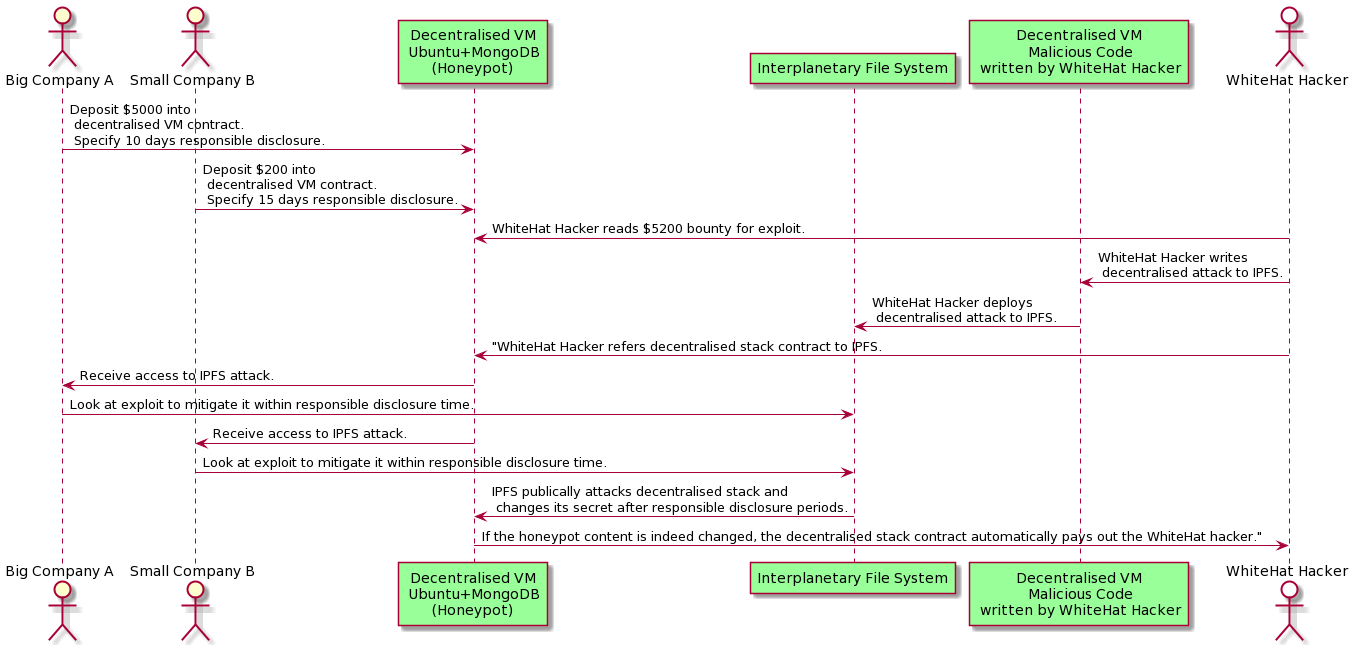 Big Company A
Small Company B
Decentralised VM
Ubuntu+MongoDB
(Honeypot)
Interplanetary File System
Decentralised VM
Malicious Code
written by WhiteHat Hacker
WhiteHat Hacker
Deposit $5000 into
decentralised VM contract.
Specify 10 days responsible disclosure.
Deposit $200 into
decentralised VM contract.
Specify 15 days responsible disclosure.
WhiteHat Hacker reads $5200 bounty for exploit.
WhiteHat Hacker writes
decentralised attack to IPFS.
WhiteHat Hacker deploys
decentralised attack to IPFS.
"WhiteHat Hacker refers decentralised stack contract to IPFS.
Receive access to IPFS attack.
Look at exploit to mitigate it within responsible disclosure time.
Receive access to IPFS attack.
Look at exploit to mitigate it within responsible disclosure time.
IPFS publically attacks decentralised stack and
changes its secret after responsible disclosure periods.
If the honeypot content is indeed changed, the decentralised stack contract automatically pays out the WhiteHat hacker."
Big Company A
Small Company B
Decentralised VM
Ubuntu+MongoDB
(Honeypot)
Interplanetary File System
Decentralised VM
Malicious Code
written by WhiteHat Hacker
WhiteHat Hacker